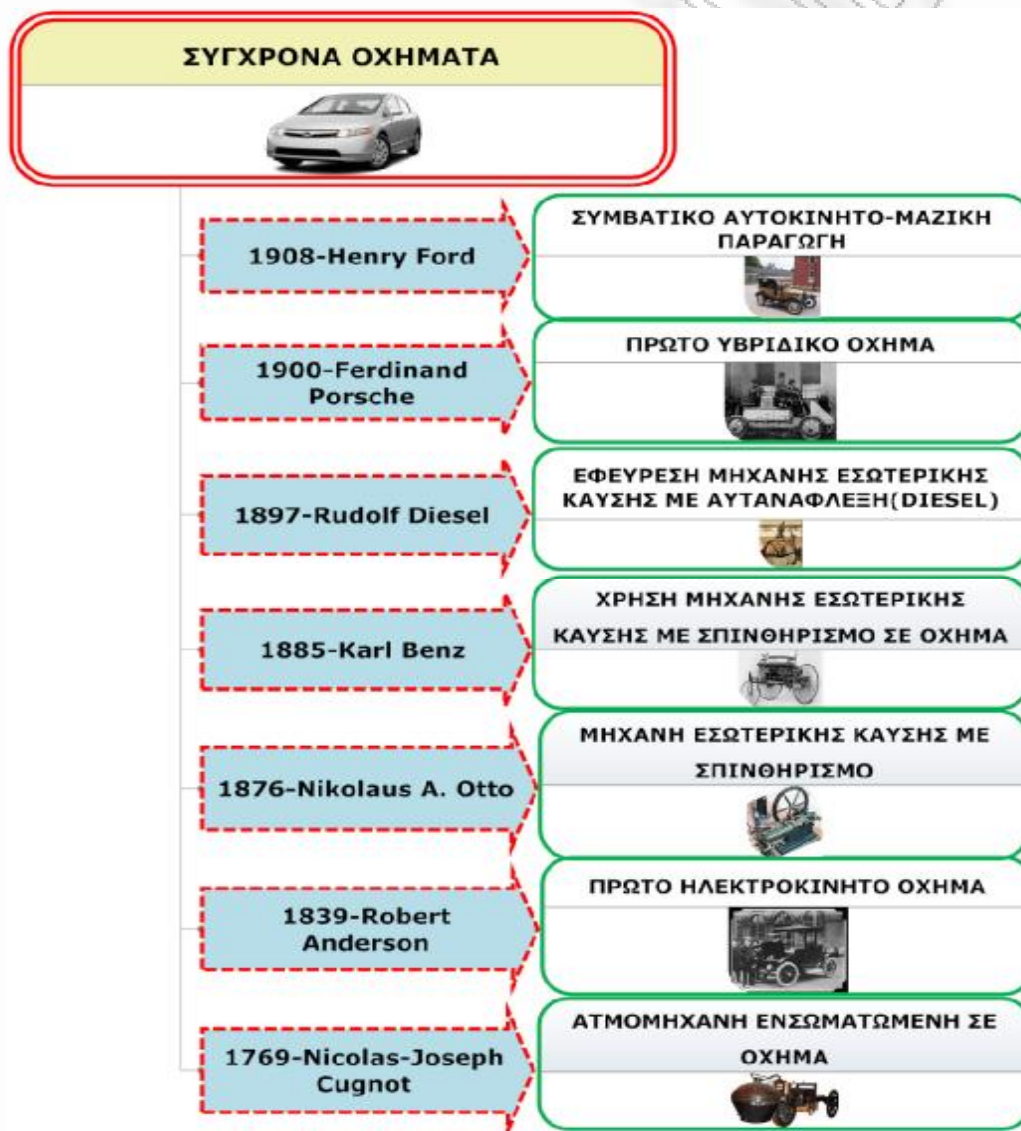 ΣΥΓΧΡΟΝΑ ΟΧΗΜΑΤΑ
1908-Henry Ford
ΣΥΜΒΑΤΙΚΟ ΑΥΤΟΚΙΝΗΤΟ-ΜΑΖΙΚΗ
ΠΑΡΑΓΩΓΗ
1900-Ferdinand
Porsche
ΠΡΩΤΟ ΥΒΡΙΔΙΚΟ ΟΧΗΜΑ
1897-Rudolf Diesel
ΕΦΕΥΡΕΣΗ ΜΗΧΑΝΗΣ ΕΣΩΤΕΡΙΚΗΣ
ΚΑΥΣΗΣ ΜΕ ΑΥΤΑΝΑΦΛΕΞΗ(DIESEL)
1885-Karl Benz
ΧΡΗΣΗ ΜΗΧΑΝΗΣ ΕΣΩΤΕΡΙΚΗΣ
ΚΑΥΣΗΣ ΜΕ ΣΠΙΝΘΗΡΙΣΜΟ ΣΕ ΟΧΗΜΑ
1876-Nikolaus A. Otto
ΜΗΧΑΝΗ ΕΣΩΤΕΡΙΚΗΣ ΚΑΥΣΗΣ ΜΕ
ΣΠΙΝΘΗΡΙΣΜΟ
1839-Robert
Anderson
ΠΡΩΤΟ ΗΛΕΚΤΡΟΚΙΝΗΤΟ ΟΧΗΜΑ
1769-Nicolas-Joseph
Cugnot
ΑΤΜΟΜΗΧΑΝΗ ΕΝΣΩΜΑΤΩΜΕΝΗ ΣΕ
ΟΧΗΜΑ